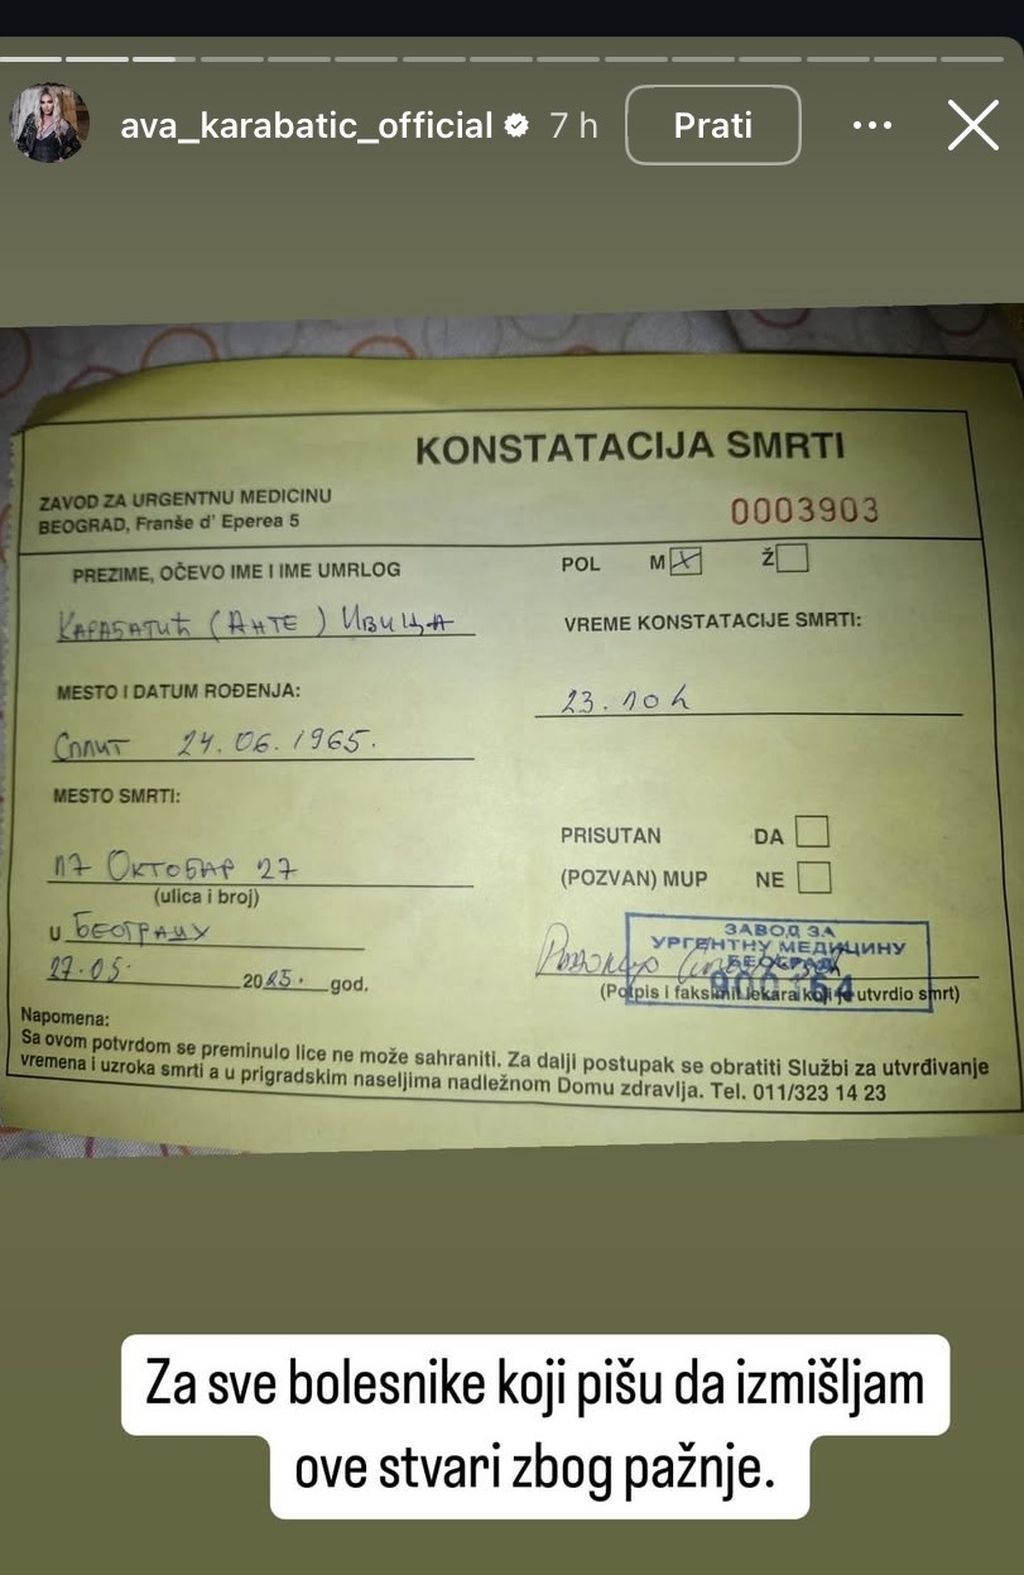 ava_karabatic_official 7 h Prati
KONSTATACIJA SMRTI
ZAVOD ZA URGENTNU MEDICINU
BEOGRAD, Franše d' Eperea 5
0003903
PREZIME, OČEVO IME I IME UMRLOG
POL M Ž
Карабатић (Анте) Ивица
VREME KONSTATACIJE SMRTI:
23.10 h
MESTO I DATUM ROĐENJA:
Сплит 24.06.1965.
MESTO SMRTI:
17 Октобар 27
(ulica i broj)
PRISUTAN DA
(POZVAN) MUP NE
u Београду
27.05. 2025. god.
ЗАВОД ЗА
УРГЕНТНУ МЕДИЦИНУ
БЕОГРАД
(Potpis i faksimil lekara koji je utvrdio smrt)
Napomena:
Sa ovom potvrdom se preminulo lice ne može sahraniti. Za dalji postupak se obratiti Službi za utvrđivanje
vremena i uzroka smrti a u prigradskim naseljima nadležnom Domu zdravlja. Tel. 011/323 14 23
Za sve bolesnike koji pišu da izmišljam
ove stvari zbog pažnje.